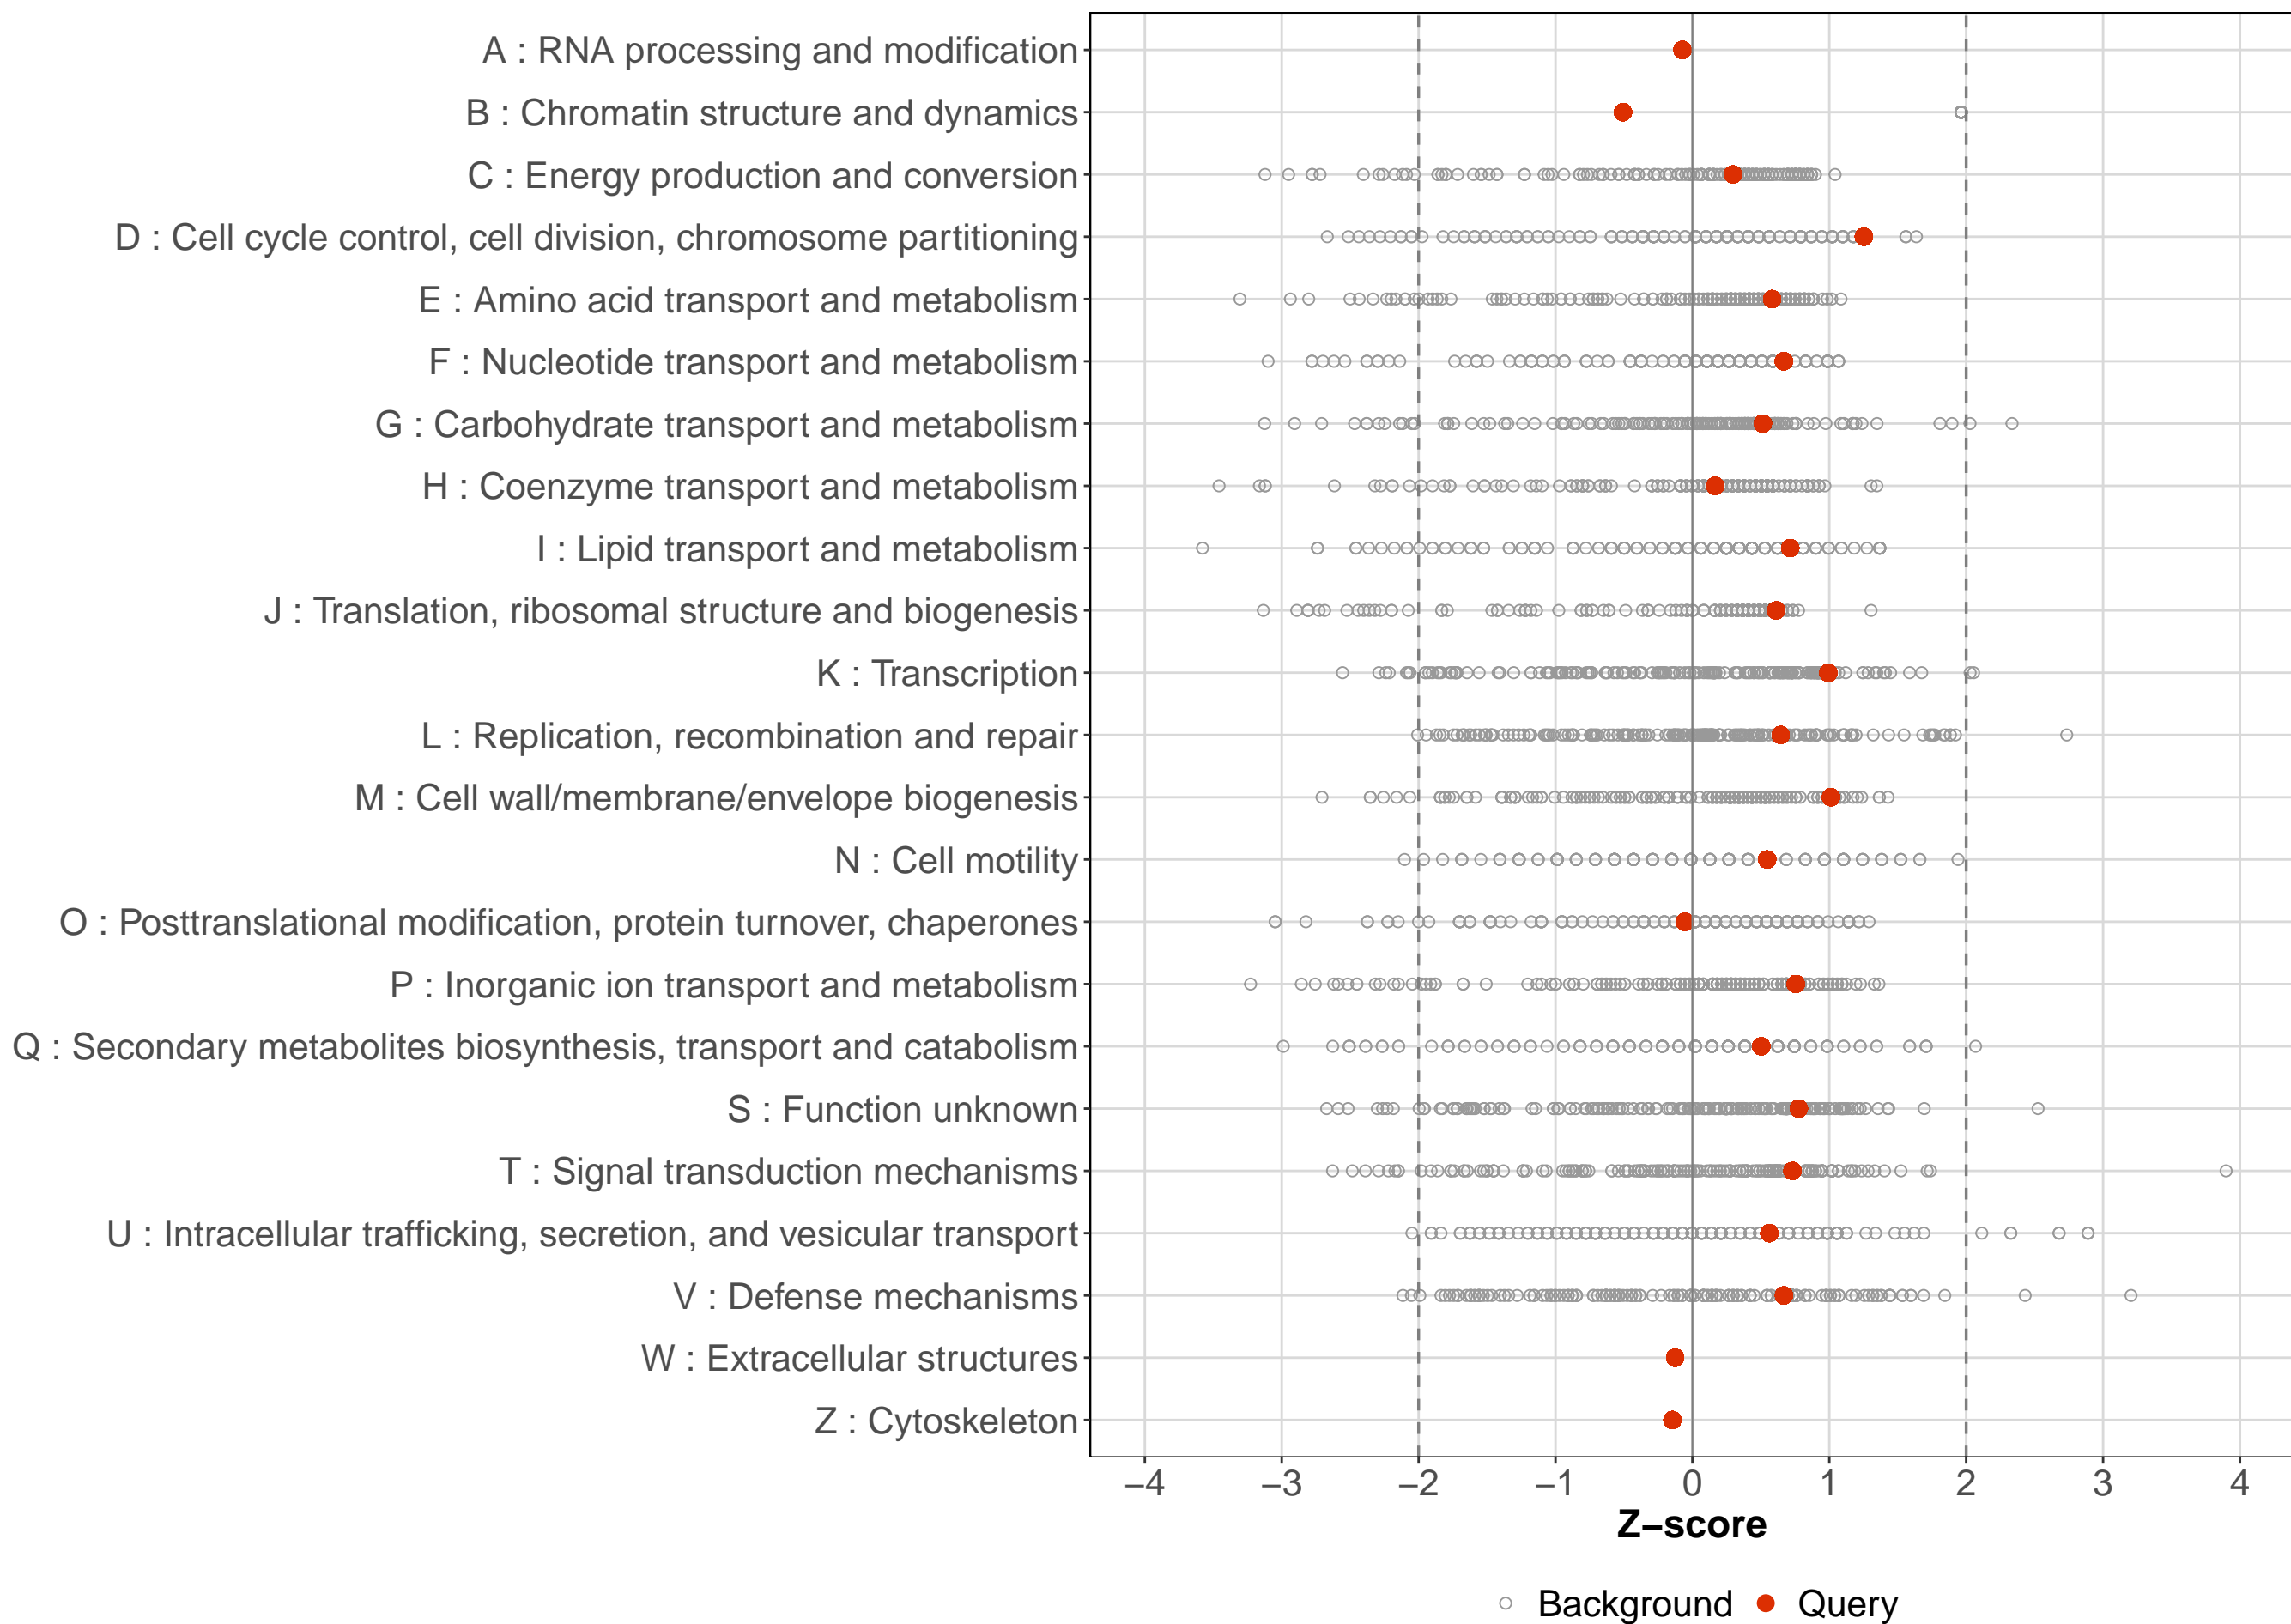 A : RNA processing and modification
B : Chromatin structure and dynamics
C : Energy production and conversion
D : Cell cycle control, cell division, chromosome partitioning
E : Amino acid transport and metabolism
F : Nucleotide transport and metabolism
G : Carbohydrate transport and metabolism
H : Coenzyme transport and metabolism
I : Lipid transport and metabolism
J : Translation, ribosomal structure and biogenesis
K : Transcription
L : Replication, recombination and repair
M : Cell wall/membrane/envelope biogenesis
N : Cell motility
O : Posttranslational modification, protein turnover, chaperones
P : Inorganic ion transport and metabolism
Q : Secondary metabolites biosynthesis, transport and catabolism
S : Function unknown
T : Signal transduction mechanisms
U : Intracellular trafficking, secretion, and vesicular transport
V : Defense mechanisms
W : Extracellular structures
Z : Cytoskeleton
−4 −3 −2 −1 0 1 2 3 4
Z−score
Background Query